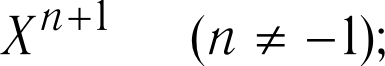 X^{n+1} (n ≠ −1);